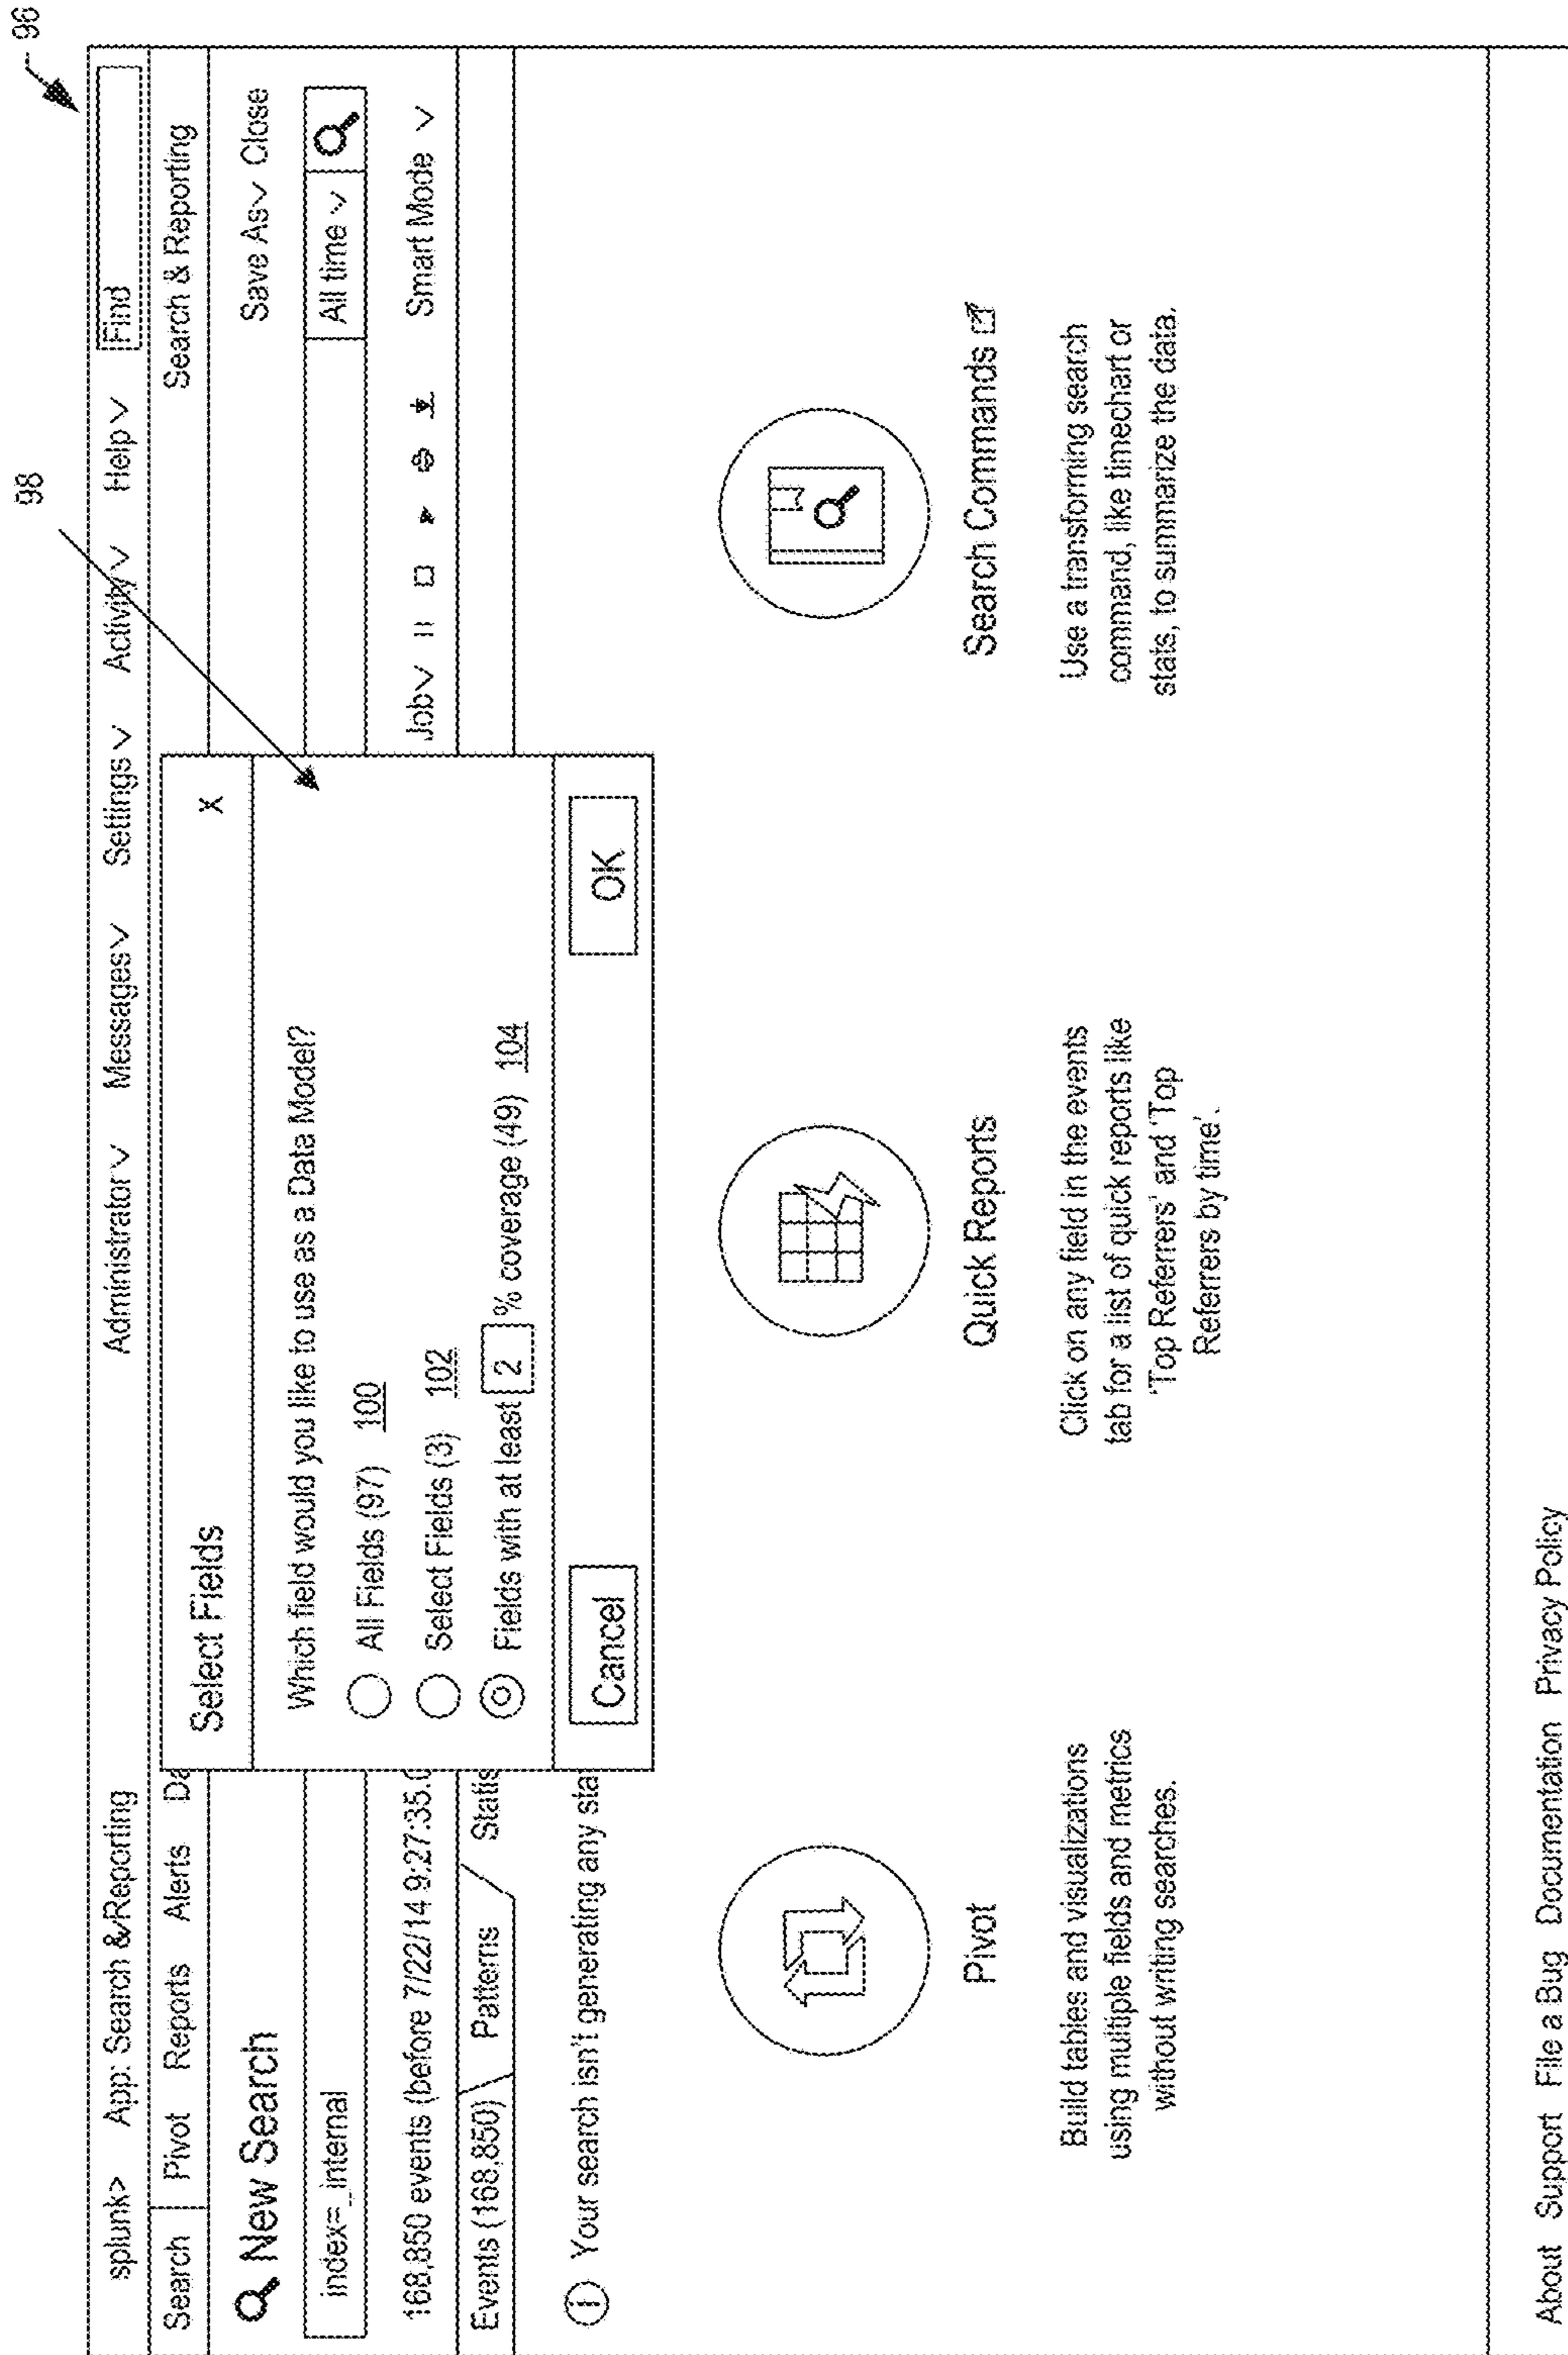 96
98
splunk> App: Search &Reporting Administrator Messages Settings Activity Help Find
Search Pivot Reports Alerts Da Search & Reporting
New Search Save As Close
index=_internal All time
168,850 events (before 7/22/14 9:27:35.0 Job Smart Mode
Events (168,850) Patterns Statis
Your search isn't generating any sta
Select Fields X
Which field would you like to use as a Data Model?
All Fields (97) 100
Select Fields (3) 102
Fields with at least 2 % coverage (49) 104
Cancel OK
Pivot
Build tables and visualizations
using multiple fields and metrics
without writing searches.
Quick Reports
Click on any field in the events
tab for a list of quick reports like
'Top Referrers' and 'Top
Referrers by time'.
Search Commands
Use a transforming search
command, like timechart or
stats, to summarize the data.
About Support File a Bug Documentation Privacy Policy